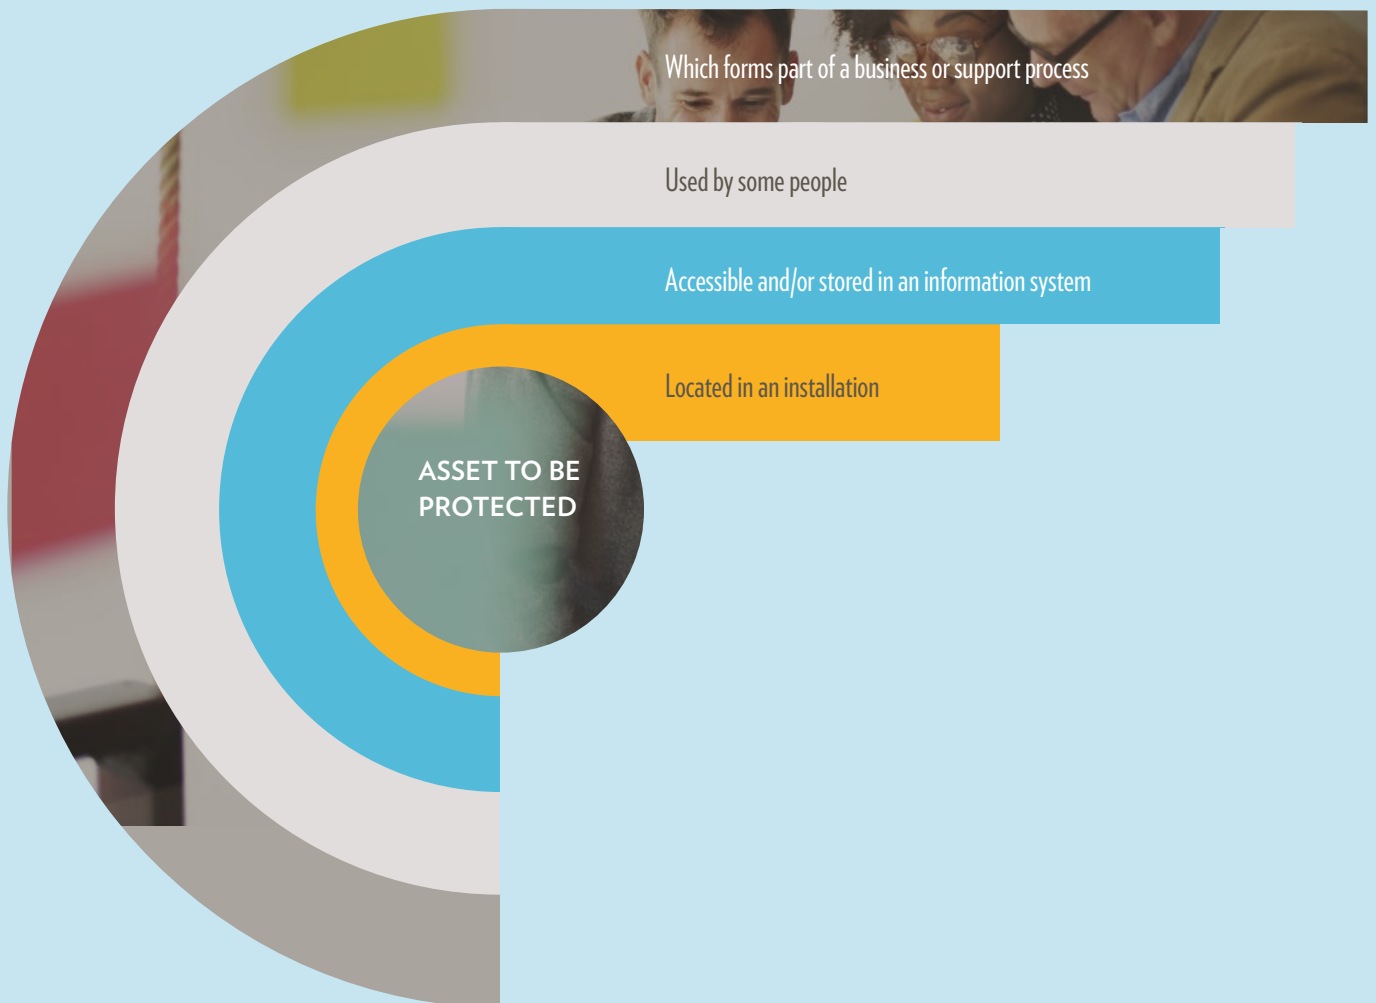 Which forms part of a business or support process
Used by some people
Accessible and/or stored in an information system
Located in an installation
ASSET TO BE
PROTECTED